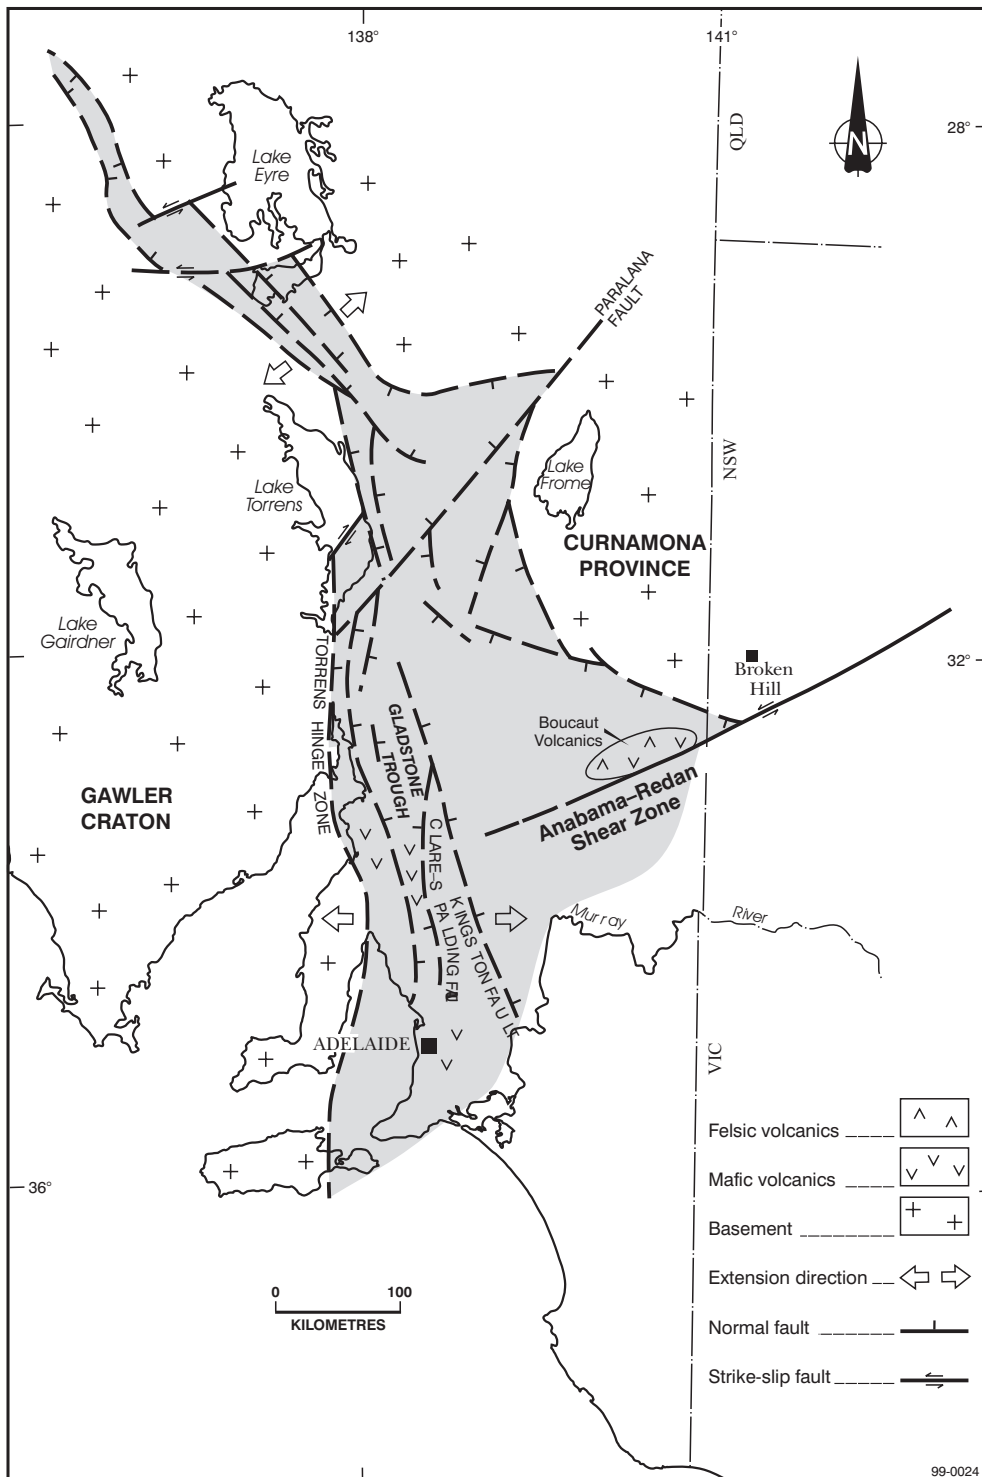 138°
141°
28°
QLD
N
Lake
Eyre
PARALANA
FAULT
NSW
Lake
Frome
Lake
Torrens
CURNAMONA
PROVINCE
Lake
Gairdner
TORRENS HINGE ZONE
32°
Broken
Hill
GLADSTONE
TROUGH
Boucaut
Volcanics
GAWLER
CRATON
Anabama–Redan
Shear Zone
CLARE–SPALDING FAU
KINGSTON FAULT
Murray River
ADELAIDE
VIC
Felsic volcanics
Mafic volcanics
Basement
Extension direction
Normal fault
Strike-slip fault
36°
0 100
KILOMETRES
99-0024